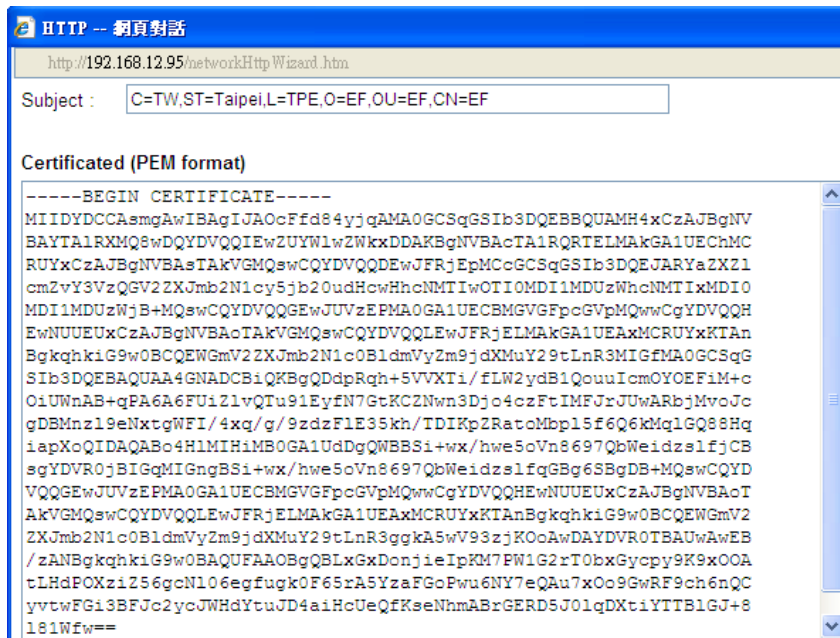 HTTP -- 網頁對話
http://192.168.12.95/networkHttpWizard.htm
Subject : C=TW,ST=Taipei,L=TPE,O=EF,OU=EF,CN=EF
Certificated (PEM format)
-----BEGIN CERTIFICATE-----
MIIDYDCCAsmgAwIBAgIJAOcFfd84yjqAMA0GCSqGSIb3DQEBBQUAMH4xCzAJBgNV
BAYTAlRXMQ8wDQYDVQQIEwZUYWlwZWkxDDAKBgNVBAcTA1RQRTELMAkGA1UEChMC
RUYxCzAJBgNVBAsTAkVGMQswCQYDVQQDEwJFRjEpMCcGCSqGSIb3DQEJARYaZXZl
cmZvY3VzQGV2ZXJmb2N1cy5jb20udHcwHhcNMTIwOTI0MDI1MDUzWhcNMTIxMDI0
MDI1MDUzWjB+MQswCQYDVQQGEwJUVzEPMA0GA1UECBMGVGFpcGVpMQwwCgYDVQQH
EwNUUEUxCzAJBgNVBAoTAkVGMQswCQYDVQQLEwJFRjELMAkGA1UEAxMCRUYxKTAn
BgkqhkiG9w0BCQEWGmV2ZXJmb2N1c0BldmVyZm9jdXMuY29tLnR3MIGfMA0GCSqG
SIb3DQEBAQUAA4GNADCBiQKBgQDdpRqh+5VVXTi/fLW2ydB1QouuIcmOYOEFiM+c
OiUWnAB+qPA6A6FUiZlvQTu91EyfN7GtKCZNwn3Djo4czFtIMFJrJUwARbjMvoJc
gDBMnzl9eNxtgWFI/4xq/g/9zdzFlE35kh/TDIKpZRatoMbpl5f6Q6kMqlGQ88Hq
iapXoQIDAQABo4HlMIHiMB0GA1UdDgQWBBSi+wx/hwe5oVn8697QbWeidzslfjCB
sgYDVR0jBIGqMIGngBSi+wx/hwe5oVn8697QbWeidzslfqGBg6SBgDB+MQswCQYD
VQQGEwJUVzEPMA0GA1UECBMGVGFpcGVpMQwwCgYDVQQHEwNUUEUxCzAJBgNVBAoT
AkVGMQswCQYDVQQLEwJFRjELMAkGA1UEAxMCRUYxKTAnBgkqhkiG9w0BCQEWGmV2
ZXJmb2N1c0BldmVyZm9jdXMuY29tLnR3ggkA5wV93zjKOoAwDAYDVR0TBAUwAwEB
/zANBgkqhkiG9w0BAQUFAAOBgQBLxGxDonjieIpKM7PW1G2rT0bxGycpy9K9xOOA
tLHdPOXziZ56gcNl06egfugk0F65rA5YzaFGoPwu6NY7eQAu7xOo9GwRF9ch6nQC
yvtwFGi3BFJc2ycJWHdYtuJD4aiHcUeQfKseNhmABrGERD5J0lqDXtiYTTBlGJ+8
l81Wfw==